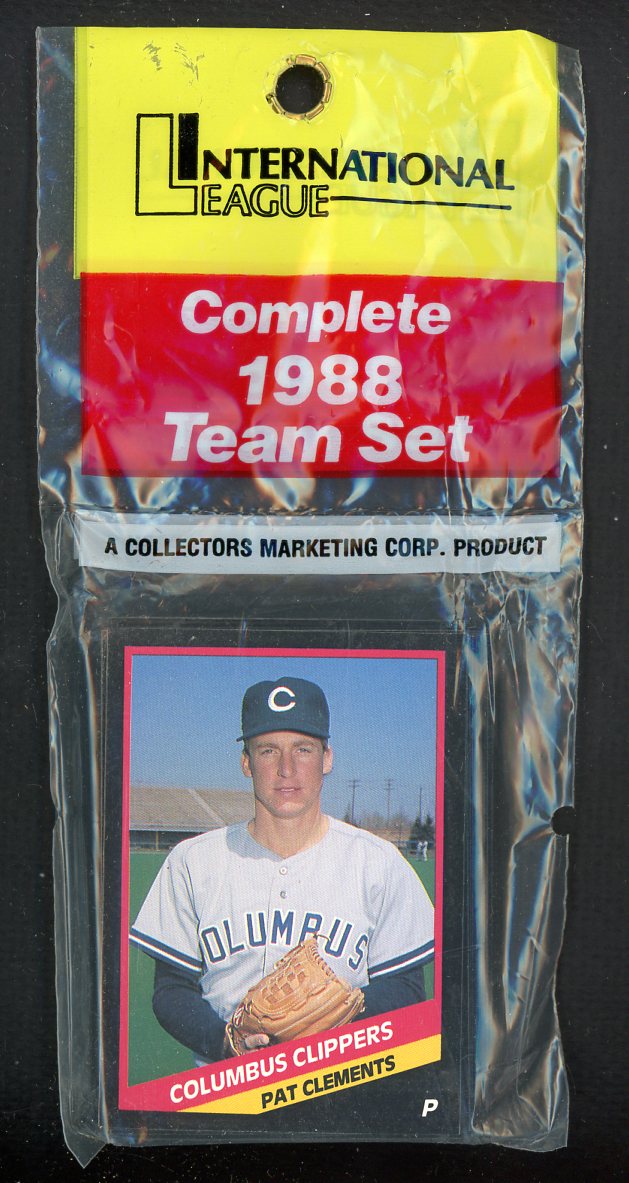 INTERNATIONAL
LEAGUE
Complete
1988
Team Set
A COLLECTORS MARKETING CORP. PRODUCT
C
OLUMBUS
COLUMBUS CLIPPERS
PAT CLEMENTS
P